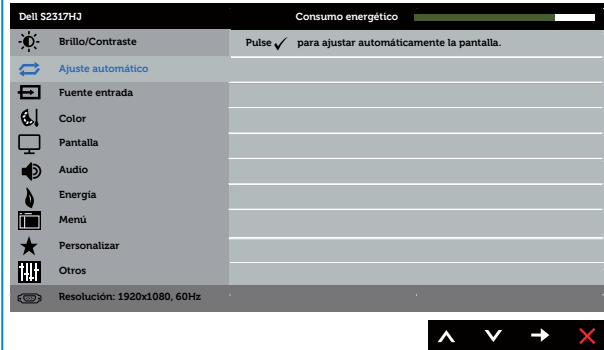 Dell S2317HJ Consumo energético
Brillo/Contraste Pulse ✓ para ajustar automáticamente la pantalla.
Ajuste automático
Fuente entrada
Color
Pantalla
Audio
Energía
Menú
Personalizar
Otros
Resolución: 1920x1080, 60Hz